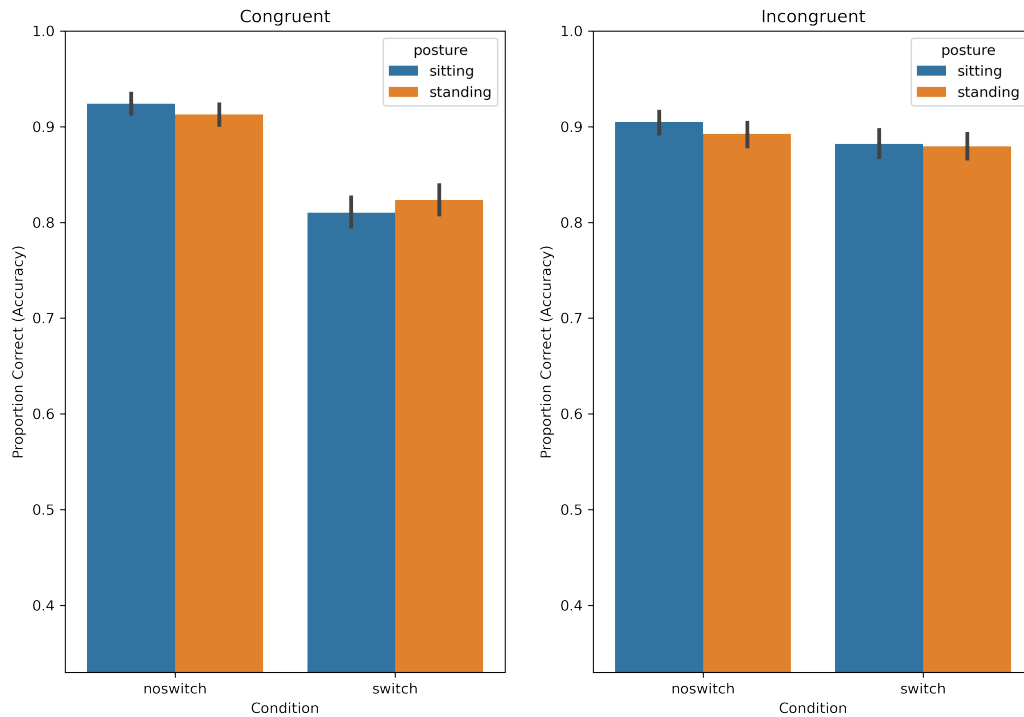 Congruent
1.0
0.9
0.8
0.7
0.6
0.5
0.4
Proportion Correct (Accuracy)
posture
sitting
standing
noswitch
switch
Condition
Incongruent
1.0
0.9
0.8
0.7
0.6
0.5
0.4
Proportion Correct (Accuracy)
posture
sitting
standing
noswitch
switch
Condition